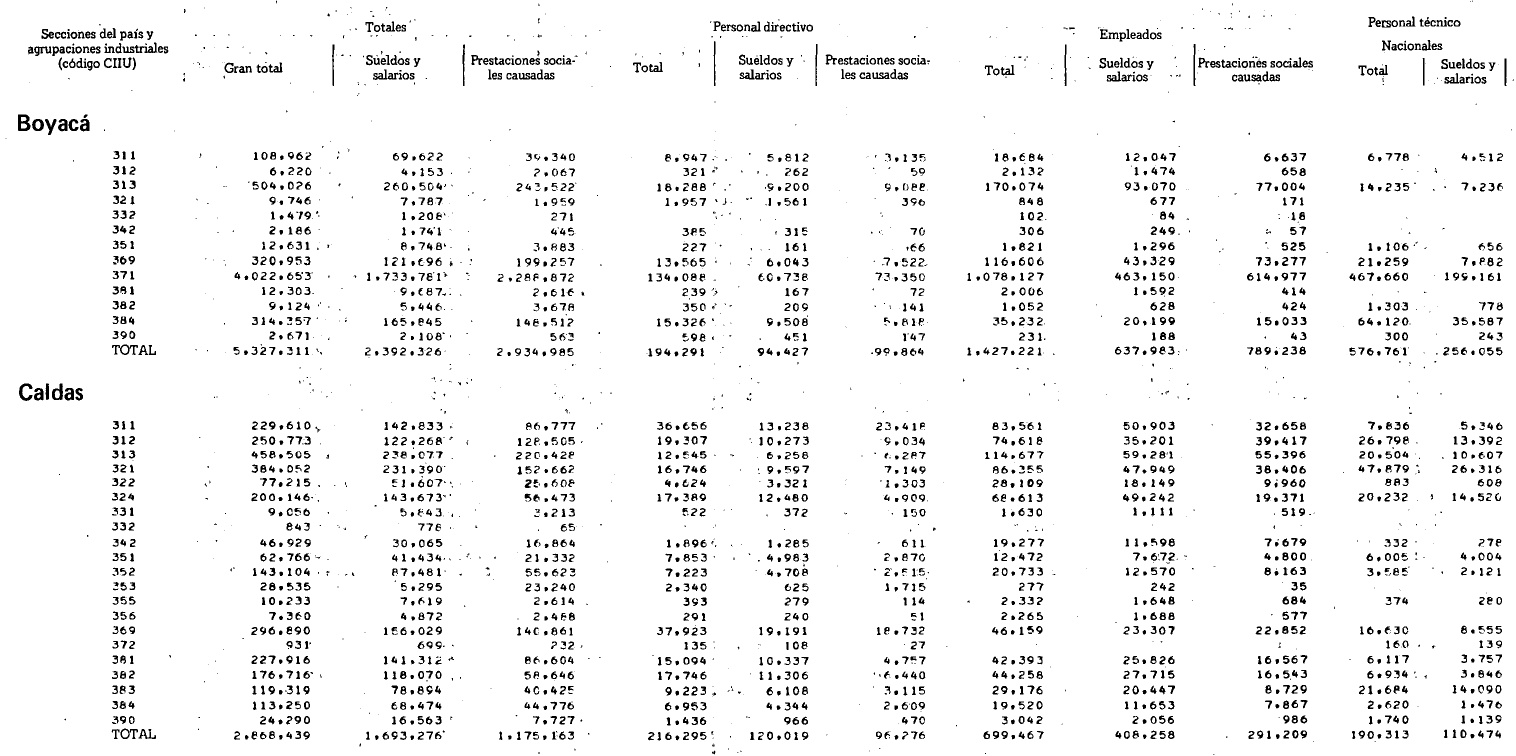 Secciones del país y agrupaciones industriales (código CIIU) Totales Personal directivo Empleados Personal técnico
Nacionales
Gran total Sueldos y salarios Prestaciones sociales causadas Total Sueldos y salarios Prestaciones sociales causadas Total Sueldos y salarios Prestaciones sociales causadas Total Sueldos y salarios
Boyacá
311 108,962 69,622 39,340 8,947 5,812 3,135 18,684 12,047 6,637 6,778 4,512
312 6,220 4,153 2,067 321 262 59 2,132 1,474 658
313 504,026 260,504 243,522 18,288 9,200 9,088 170,074 93,070 77,004 14,235 7,236
321 9,746 7,787 1,959 1,957 1,561 396 848 677 171
332 1,479 1,208 271 102 84 18
342 2,186 1,741 445 385 315 70 306 249 57
351 12,631 8,748 3,883 227 161 66 1,821 1,296 525 1,106 656
369 320,953 121,696 199,257 13,565 6,043 7,522 116,606 43,329 73,277 21,259 7,882
371 4,022,653 1,733,781 2,288,872 134,088 60,738 73,350 1,078,127 463,150 614,977 467,660 199,161
381 12,303 9,687 2,616 239 167 72 2,006 1,592 414
382 9,124 5,446 3,678 350 209 141 1,052 628 424 1,303 778
384 314,357 165,845 148,512 15,326 9,508 5,818 35,232 20,199 15,033 64,120 35,587
390 2,671 2,108 563 598 451 147 231 188 43 300 243
TOTAL 5,327,311 2,392,326 2,934,985 194,291 94,427 99,864 1,427,221 637,983 789,238 576,761 256,055
Caldas
311 229,610 142,833 86,777 36,656 13,238 23,418 83,561 50,903 32,658 7,836 5,346
312 250,773 122,268 128,505 19,307 10,273 9,034 74,618 35,201 39,417 26,798 13,392
313 458,505 238,077 220,428 12,545 6,258 6,287 114,677 59,281 55,396 20,504 10,607
321 384,052 231,390 152,662 16,746 9,597 7,149 86,355 47,949 38,406 47,879 26,316
322 77,215 51,607 25,608 4,624 3,321 1,303 28,109 18,149 9,960 883 608
324 200,146 143,673 56,473 17,389 12,480 4,909 68,613 49,242 19,371 20,232 14,520
331 9,056 5,843 3,213 522 372 150 1,630 1,111 519
332 843 778 65
342 46,929 30,065 16,864 1,896 1,285 611 19,277 11,598 7,679 332 278
351 62,766 41,434 21,332 7,853 4,983 2,870 12,472 7,672 4,800 6,005 4,004
352 143,104 87,481 55,623 7,223 4,708 2,515 20,733 12,570 8,163 3,585 2,121
353 28,535 5,295 23,240 2,340 625 1,715 277 242 35
355 10,233 7,619 2,614 393 279 114 2,332 1,648 684 374 280
356 7,360 4,872 2,488 291 240 51 2,265 1,688 577
369 296,890 156,029 140,861 37,923 19,191 18,732 46,159 23,307 22,852 16,630 8,555
372 931 699 232 135 108 27 160 139
381 227,916 141,312 86,604 15,094 10,337 4,757 42,393 25,826 16,567 6,117 3,757
382 176,716 118,070 58,646 17,746 11,306 6,440 44,258 27,715 16,543 6,934 3,846
383 119,319 78,894 40,425 9,223 6,108 3,115 29,176 20,447 8,729 21,684 14,090
384 113,250 68,474 44,776 6,953 4,344 2,609 19,520 11,653 7,867 2,620 1,476
390 24,290 16,563 7,727 1,436 966 470 3,042 2,056 986 1,740 1,139
TOTAL 2,868,439 1,693,276 1,175,163 216,295 120,019 96,276 699,467 408,258 291,209 190,313 110,474